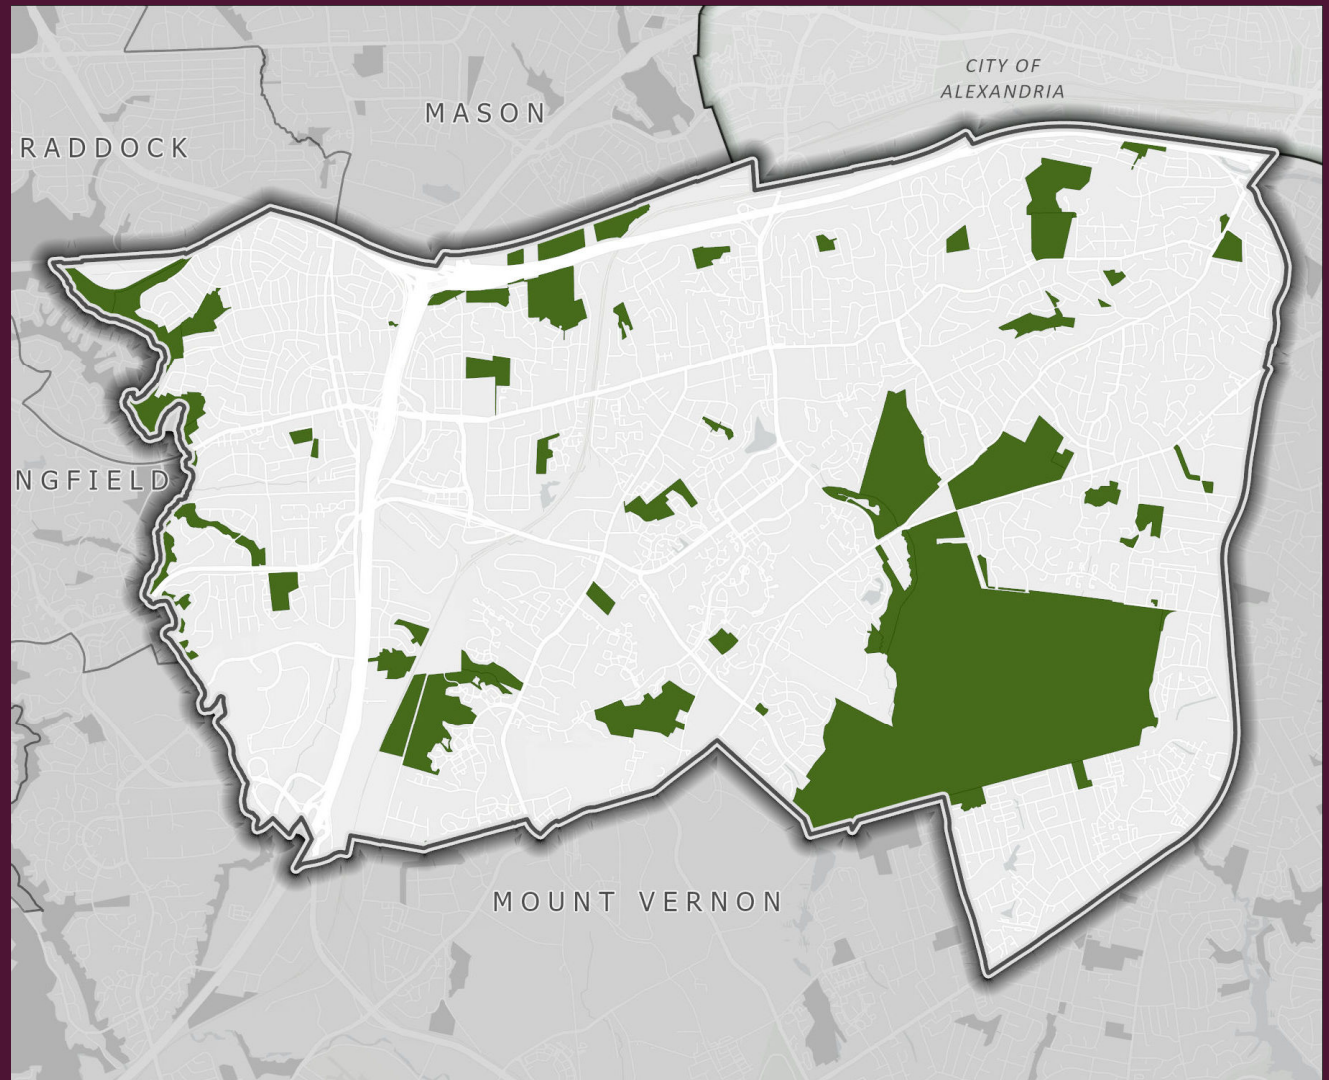 CITY OF
ALEXANDRIA
MASON
RADDOCK
NGFIELD
MOUNT VERNON